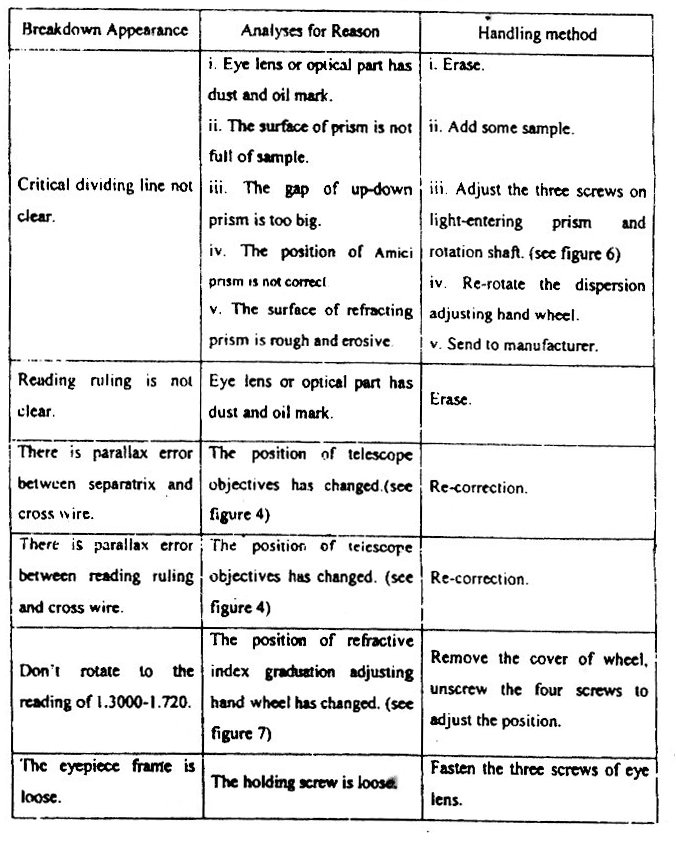 Breakdown Appearance
Analyses for Reason
Handling method
Critical dividing line not
clear.
i. Eye lens or optical part has
dust and oil mark.
ii. The surface of prism is not
full of sample.
iii. The gap of up-down
prism is too big.
iv. The position of Amici
prism is not correct
v. The surface of refracting
prism is rough and erosive
i. Erase.
ii. Add some sample.
iii. Adjust the three screws on
light-entering prism and
rotation shaft. (see figure 6)
iv. Re-rotate the dispersion
adjusting hand wheel.
v. Send to manufacturer.
Reading ruling is not
clear.
Eye lens or optical part has
dust and oil mark.
Erase.
There is parallax error
between separatrix and
cross wire.
The position of telescope
objectives has changed.(see
figure 4)
Re-correction.
There is parallax error
between reading ruling
and cross wire.
The position of telescope
objectives has changed. (see
figure 4)
Re-correction.
Don't rotate to the
reading of 1.3000-1.720.
The position of refractive
index graduation adjusting
hand wheel has changed. (see
figure 7)
Remove the cover of wheel,
unscrew the four screws to
adjust the position.
The eyepiece frame is
loose.
The holding screw is loose.
Fasten the three screws of eye
lens.